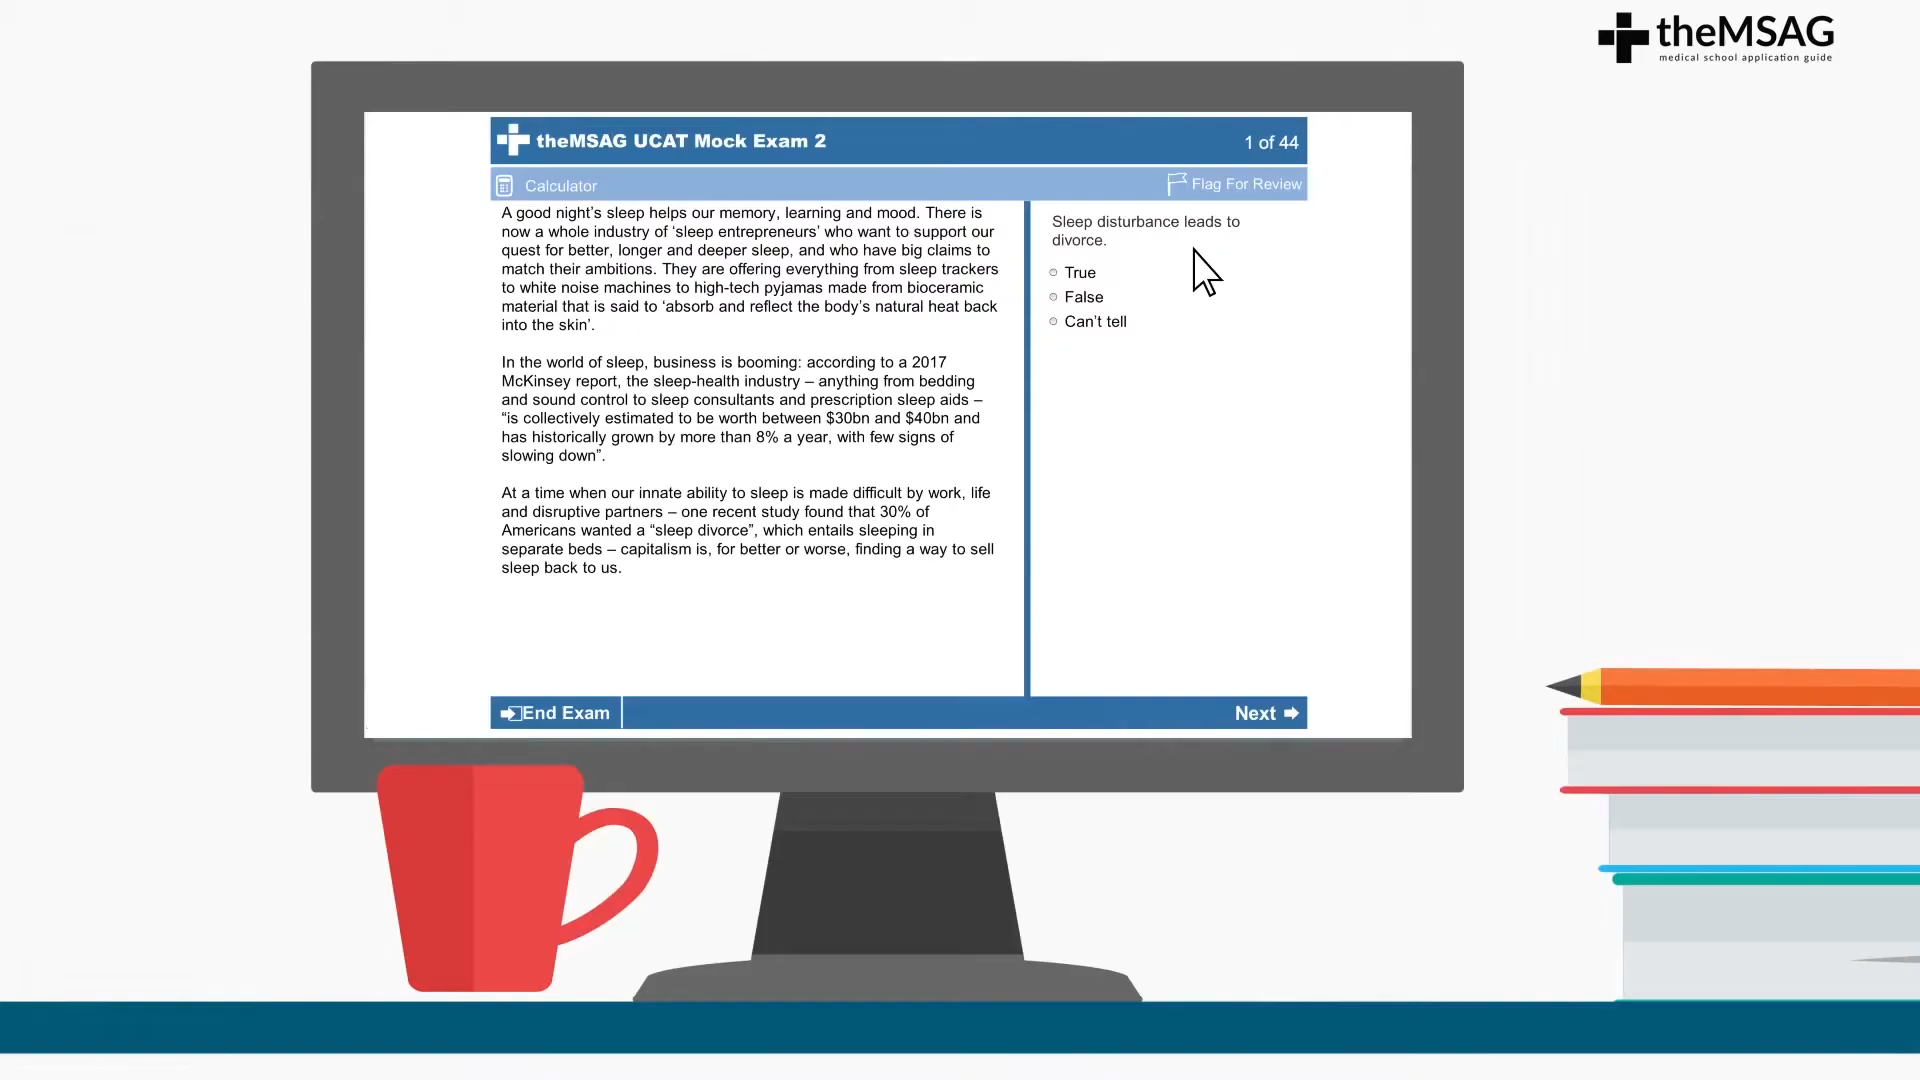 theMSAG
medical school application guide
theMSAG UCAT Mock Exam 2
1 of 44
Calculator
Flag For Review
A good night’s sleep helps our memory, learning and mood. There is
now a whole industry of ‘sleep entrepreneurs’ who want to support our
quest for better, longer and deeper sleep, and who have big claims to
match their ambitions. They are offering everything from sleep trackers
to white noise machines to high-tech pyjamas made from bioceramic
material that is said to ‘absorb and reflect the body’s natural heat back
into the skin’.
In the world of sleep, business is booming: according to a 2017
McKinsey report, the sleep-health industry – anything from bedding
and sound control to sleep consultants and prescription sleep aids –
“is collectively estimated to be worth between $30bn and $40bn and
has historically grown by more than 8% a year, with few signs of
slowing down”.
At a time when our innate ability to sleep is made difficult by work, life
and disruptive partners – one recent study found that 30% of
Americans wanted a “sleep divorce”, which entails sleeping in
separate beds – capitalism is, for better or worse, finding a way to sell
sleep back to us.
Sleep disturbance leads to
divorce.
True
False
Can’t tell
End Exam
Next